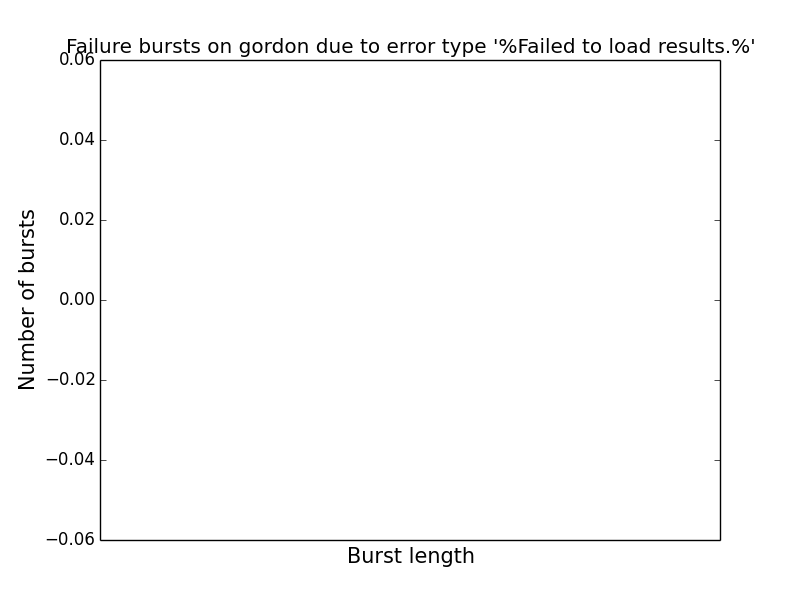 Failure bursts on gordon due to error type '%Failed to load results.%'
0.06
0.04
0.02
0.00
−0.02
−0.04
−0.06
Number of bursts
Burst length